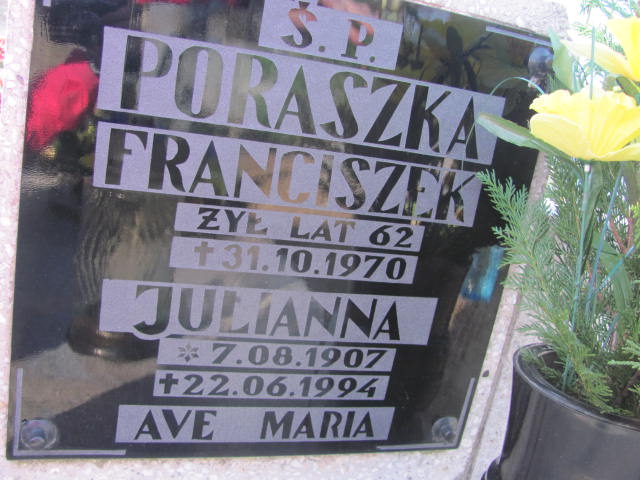 Ś.P.
PORASZKA
FRANCISZEK
ŻYŁ LAT 62
✝31.10.1970
JULIANNA
✲7.08.1907
✝22.06.1994
AVE MARIA